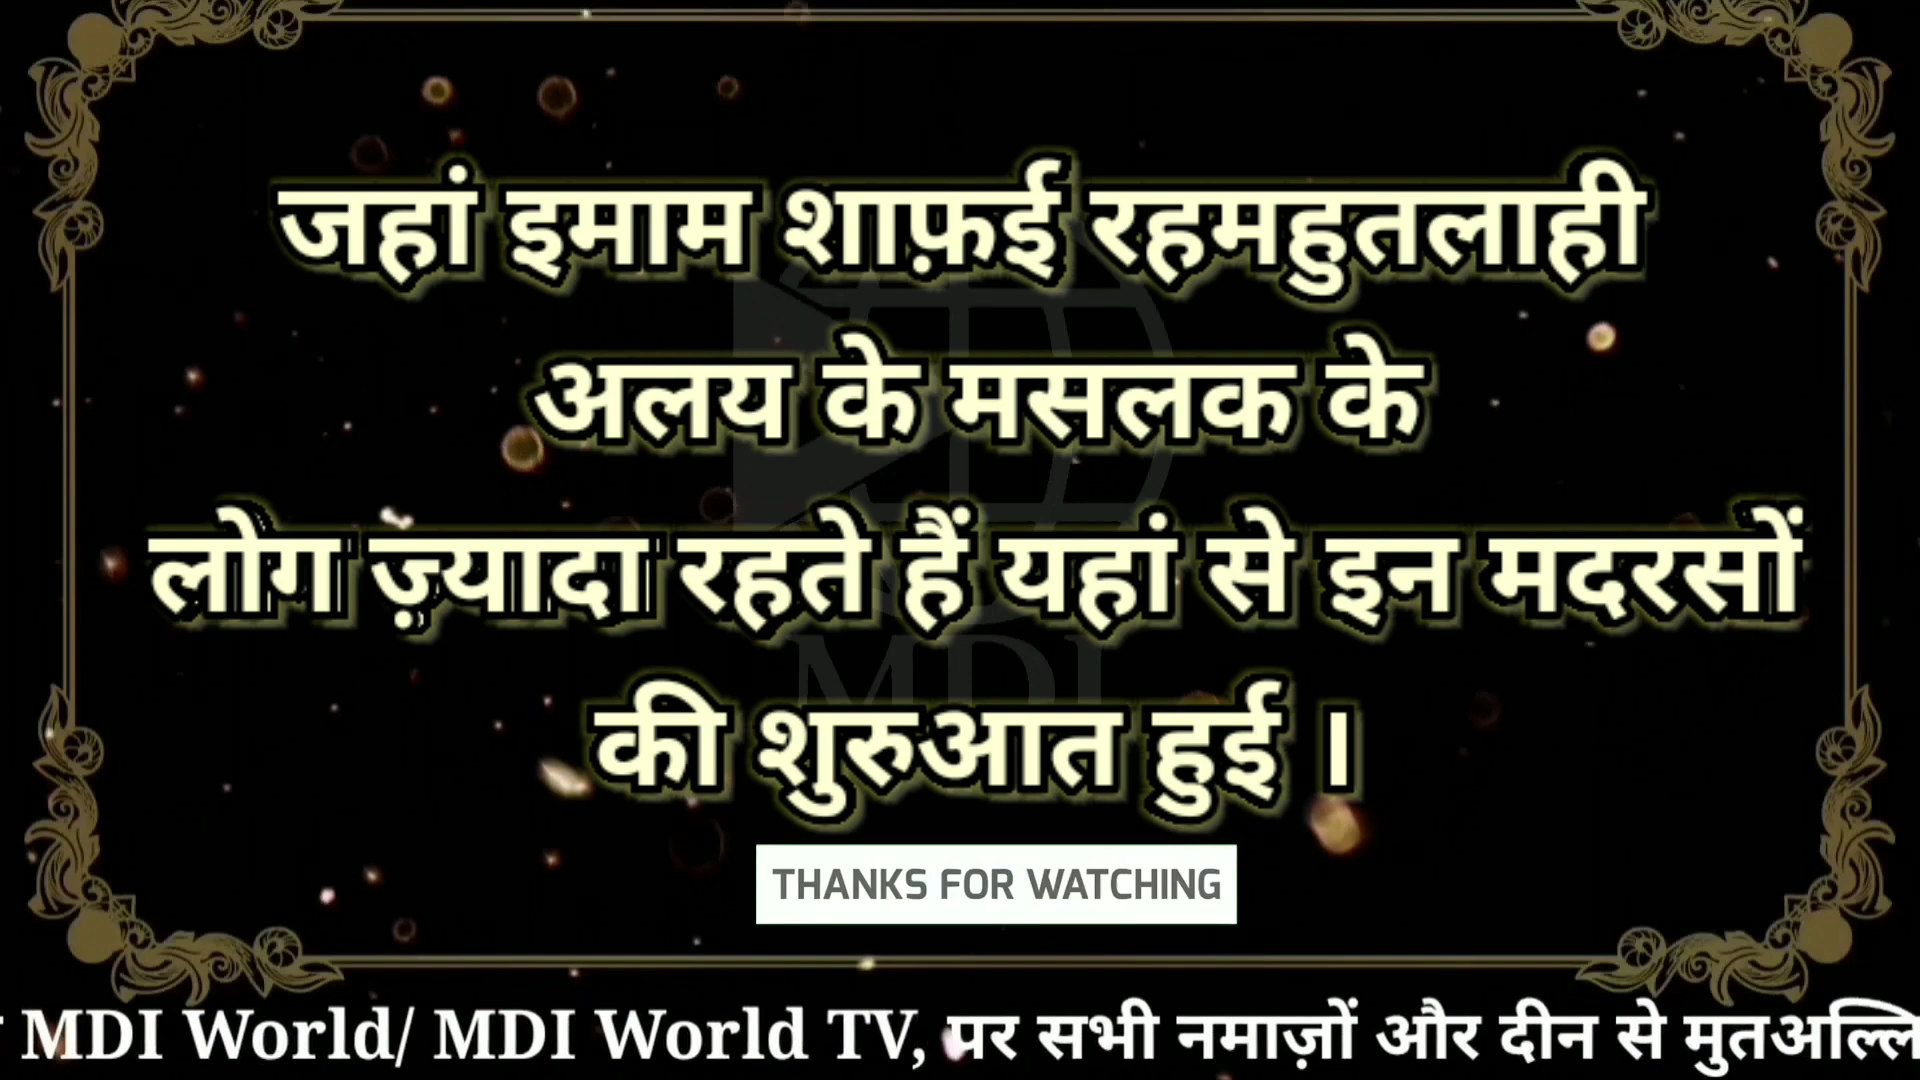 जहां इमाम शाफ़ई रहमहुतलाही
अलय के मसलक के
लोग ज़्यादा रहते हैं यहां से इन मदरसों
की शुरुआत हुई ।
MDI
THANKS FOR WATCHING
MDI World/ MDI World TV, पर सभी नमाज़ों और दीन से